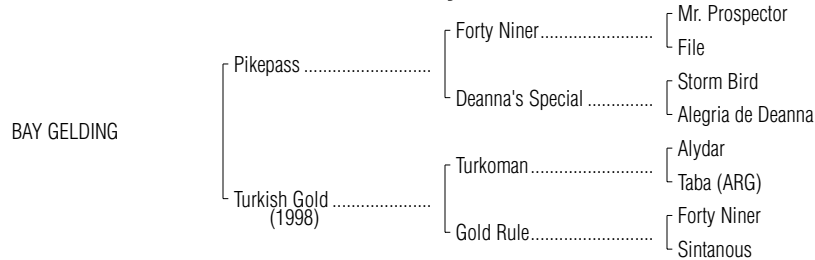 Mr. Prospector
Forty Niner........................
File
Pikepass ...........................
Storm Bird
Deanna's Special ..............
Alegria de Deanna
BAY GELDING
Alydar
Turkoman..........................
Taba (ARG)
Turkish Gold .....................
(1998)
Forty Niner
Gold Rule..........................
Sintanous